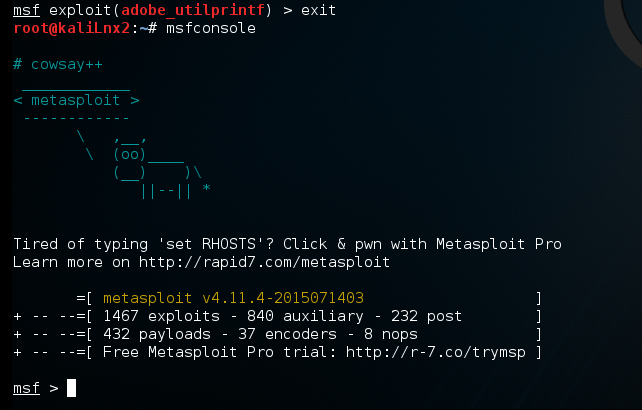 msf exploit(adobe_utilprintf) > exit
root@kaliLnx2:~# msfconsole
# cowsay++
 ____________
< metasploit >
 ------------
       \   ,__,
        \  (oo)____
           (__)    )\
              ||--|| *
Tired of typing 'set RHOSTS'? Click & pwn with Metasploit Pro
Learn more on http://rapid7.com/metasploit
       =[ metasploit v4.11.4-2015071403                   ]
+ -- --=[ 1467 exploits - 840 auxiliary - 232 post        ]
+ -- --=[ 432 payloads - 37 encoders - 8 nops             ]
+ -- --=[ Free Metasploit Pro trial: http://r-7.co/trymsp ]
msf >